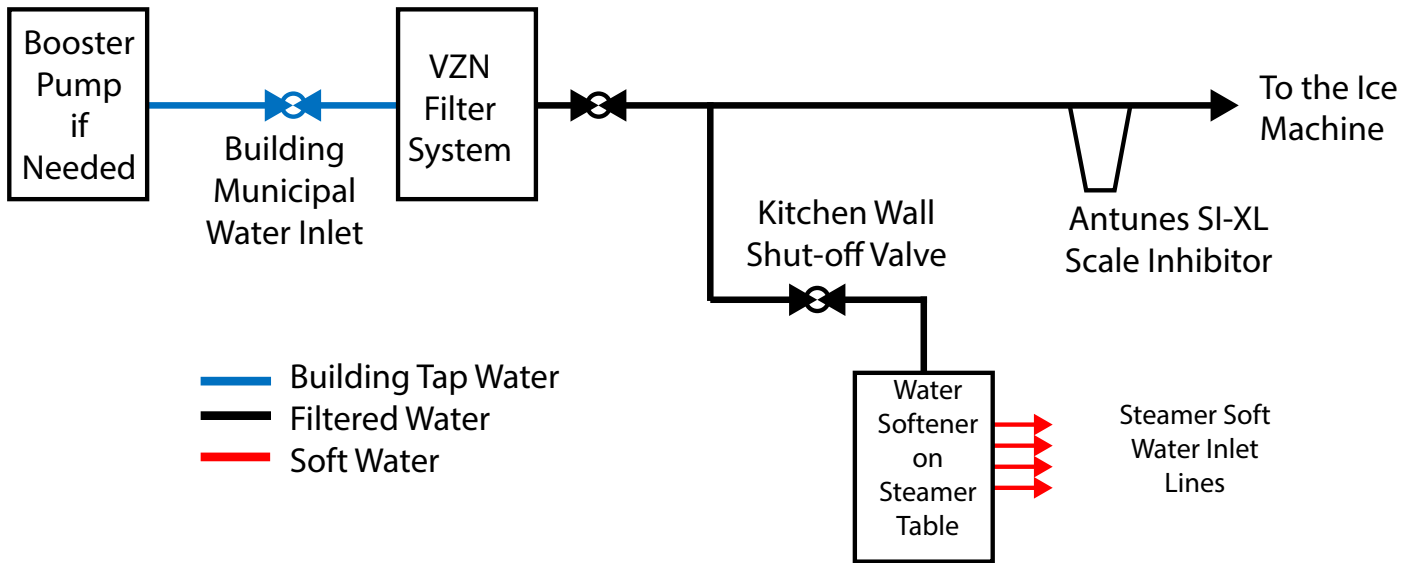 Booster
Pump
if
Needed
Building
Municipal
Water Inlet
VZN
Filter
System
To the Ice
Machine
Kitchen Wall
Shut-off Valve
Antunes SI-XL
Scale Inhibitor
Building Tap Water
Filtered Water
Soft Water
Water
Softener
on
Steamer
Table
Steamer Soft
Water Inlet
Lines